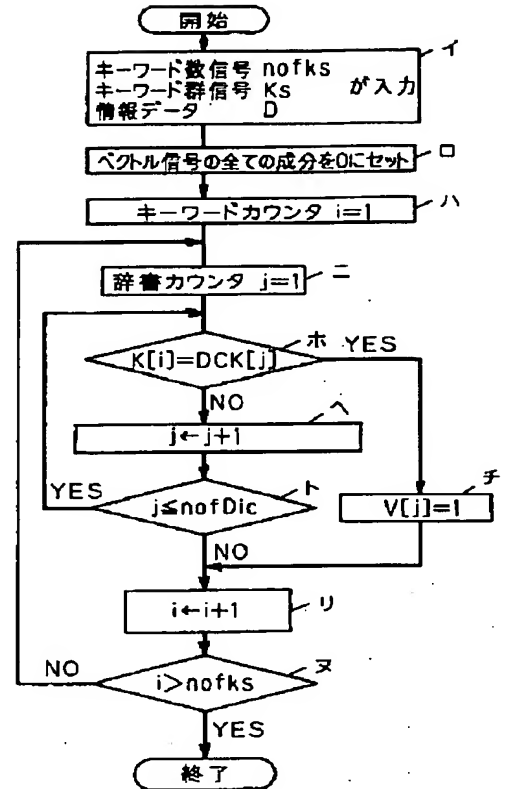 開始
イ
キーワード数信号 nofks
キーワード群信号 Ks が入力
情報データ D
ロ
ベクトル信号の全ての成分を0にセット
ハ
キーワードカウンタ i=1
ニ
辞書カウンタ j=1
ホ
K[i]=DCK[j]
YES
NO
ヘ
j←j+1
ト
j≦nofDic
YES
チ
V[j]=1
NO
リ
i←i+1
ヌ
i>nofks
NO
YES
終了